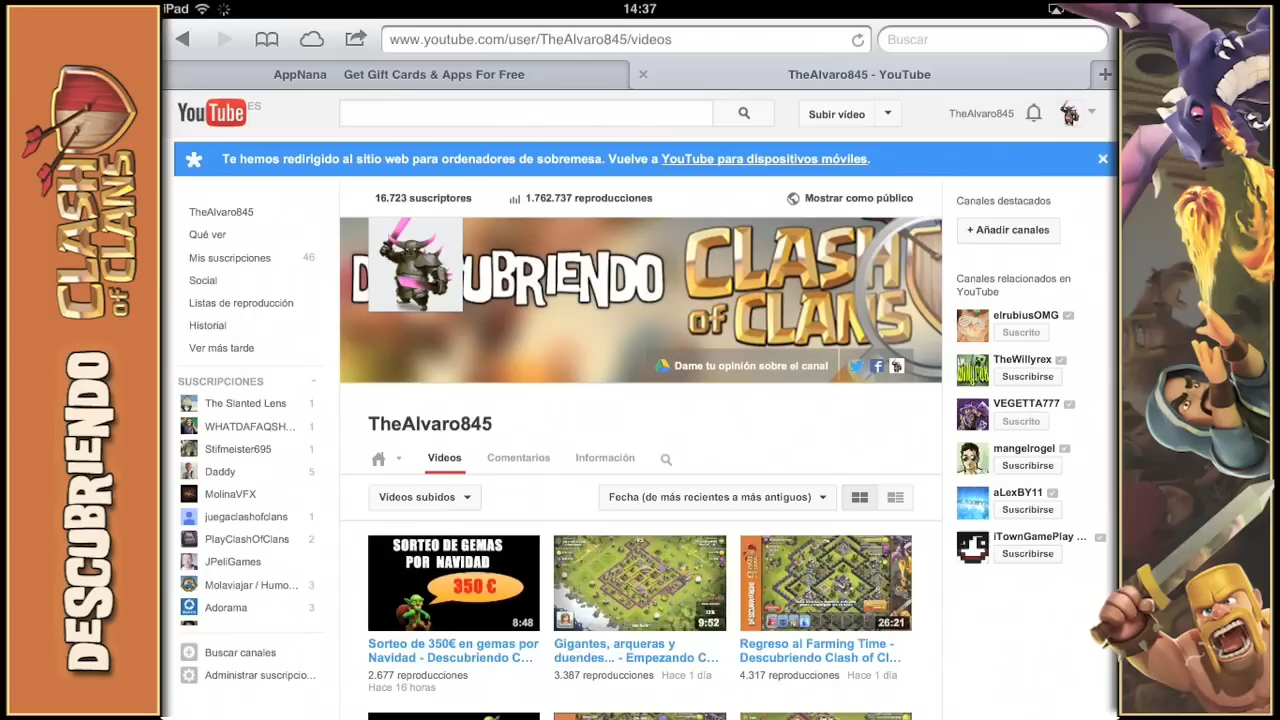 iPad
14:37
www.youtube.com/user/TheAlvaro845/videos
Buscar
AppNana
Get Gift Cards & Apps For Free
TheAlvaro845 - YouTube
YouTube ES
Subir vídeo
TheAlvaro845
Te hemos redirigido al sitio web para ordenadores de sobremesa. Vuelve a YouTube para dispositivos móviles.
CLASH OF CLANS
DESCUBRIENDO
TheAlvaro845
Qué ver
Mis suscripciones 46
Social
Listas de reproducción
Historial
Ver más tarde
SUSCRIPCIONES
The Slanted Lens 1
WHATDAFAQSH... 1
Stifmeister695 1
Daddy 5
MolinaVFX
juegaclashofclans 1
PlayClashOfClans 2
JPeliGames
Molaviajar / Humo... 3
Adorama 3
Buscar canales
Administrar suscripcio...
16.723 suscriptores
1.762.737 reproducciones
Mostrar como público
DESCUBRIENDO
CLASH OF CLANS
Dame tu opinión sobre el canal
TheAlvaro845
Vídeos
Comentarios
Información
Vídeos subidos
Fecha (de más recientes a más antiguos)
SORTEO DE GEMAS
POR NAVIDAD
350 €
8:48
9:52
26:21
Sorteo de 350€ en gemas por
Navidad - Descubriendo C...
2.677 reproducciones
Hace 16 horas
Gigantes, arqueras y
duendes... - Empezando C...
3.387 reproducciones Hace 1 día
Regreso al Farming Time -
Descubriendo Clash of Cl...
4.317 reproducciones Hace 1 día
Canales destacados
+ Añadir canales
Canales relacionados en
YouTube
elrubiusOMG
Suscrito
TheWillyrex
Suscribirse
VEGETTA777
Suscrito
mangelrogel
Suscribirse
aLexBY11
Suscribirse
iTownGamePlay ...
Suscribirse